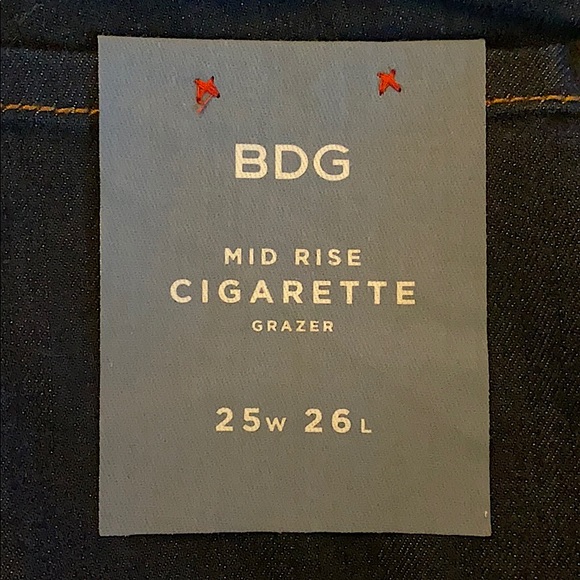 BDG
MID RISE
CIGARETTE
GRAZER
25W 26L